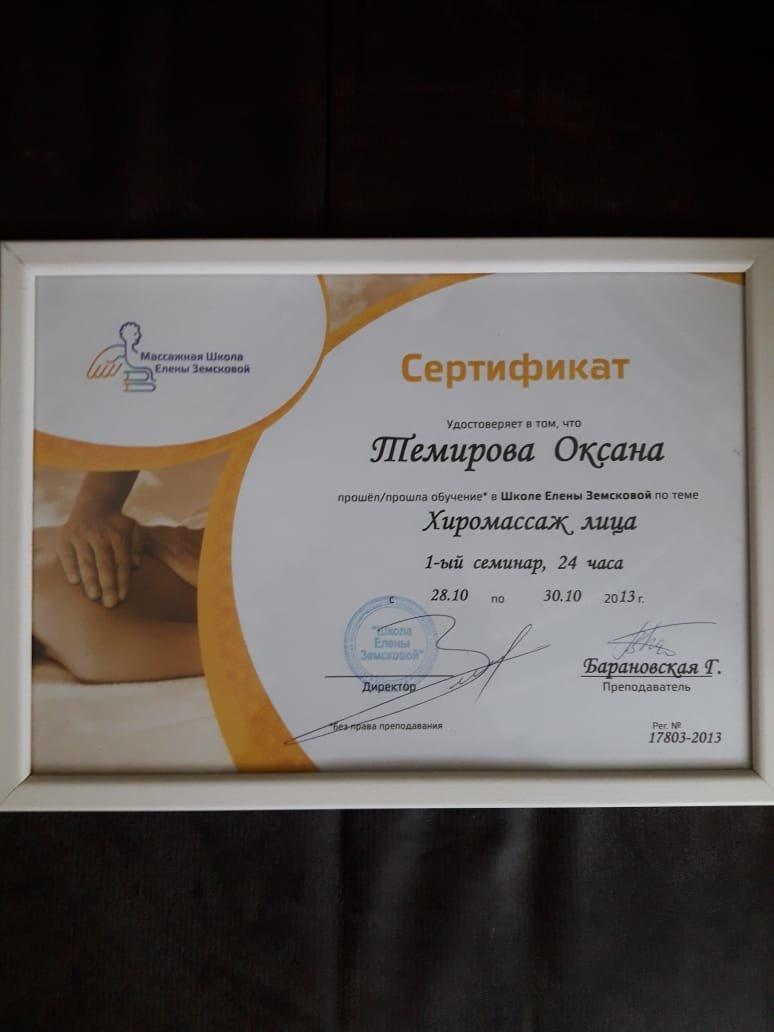 Массажная Школа
Елены Земсковой
Сертификат
Удостоверяет в том, что
Темирова Оксана
прошёл/прошла обучение* в Школе Елены Земсковой по теме
Хиромассаж лица
1-ый семинар, 24 часа
с 28.10 по 30.10 2013 г.
"Школа
Елены
Земсковой"
Директор
Барановская Г.
Преподаватель
*без права преподавания
Рег. №
17803-2013